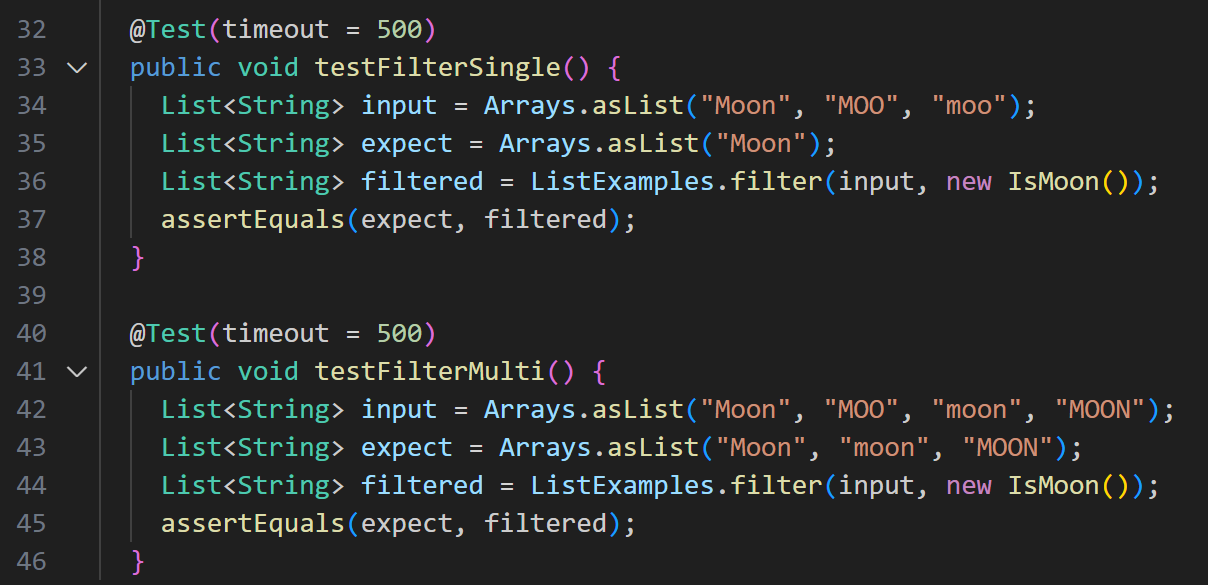 32 @Test(timeout = 500)
33 public void testFilterSingle() {
34 List<String> input = Arrays.asList("Moon", "MOO", "moo");
35 List<String> expect = Arrays.asList("Moon");
36 List<String> filtered = ListExamples.filter(input, new IsMoon());
37 assertEquals(expect, filtered);
38 }
39
40 @Test(timeout = 500)
41 public void testFilterMulti() {
42 List<String> input = Arrays.asList("Moon", "MOO", "moon", "MOON");
43 List<String> expect = Arrays.asList("Moon", "moon", "MOON");
44 List<String> filtered = ListExamples.filter(input, new IsMoon());
45 assertEquals(expect, filtered);
46 }